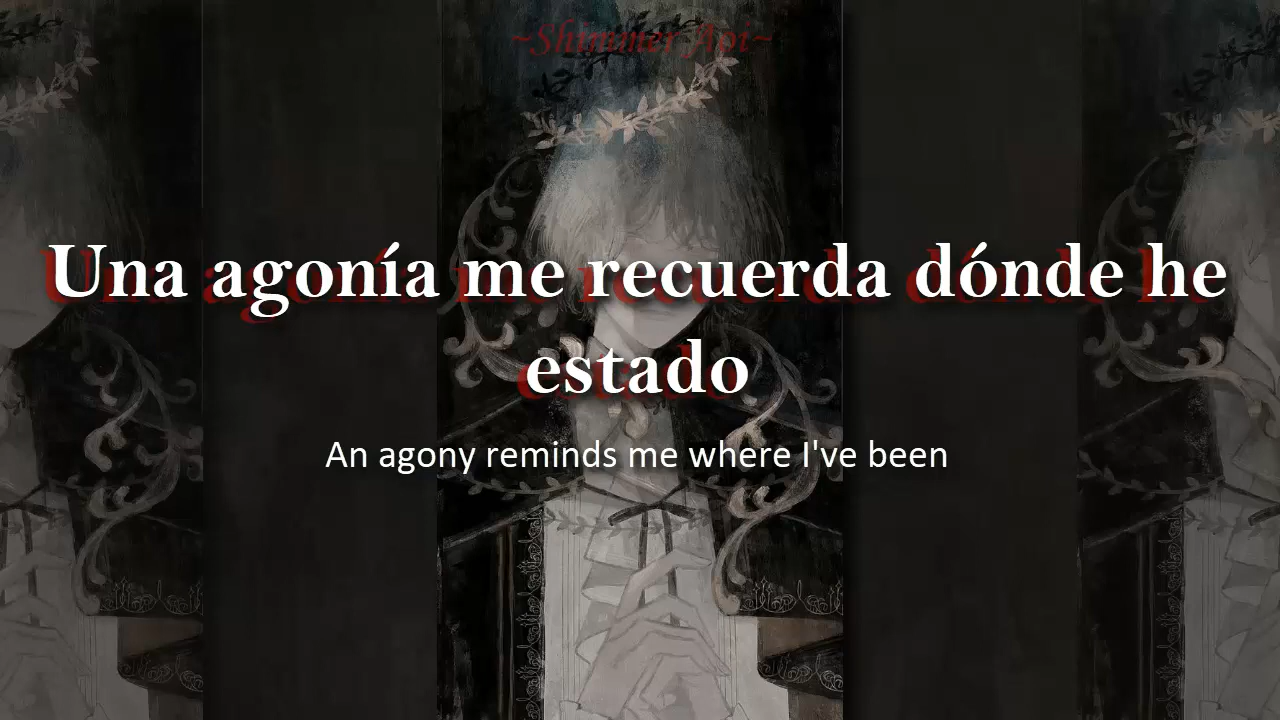 ~Shimmer Aoi~
Una agonía me recuerda dónde he
estado
An agony reminds me where I've been